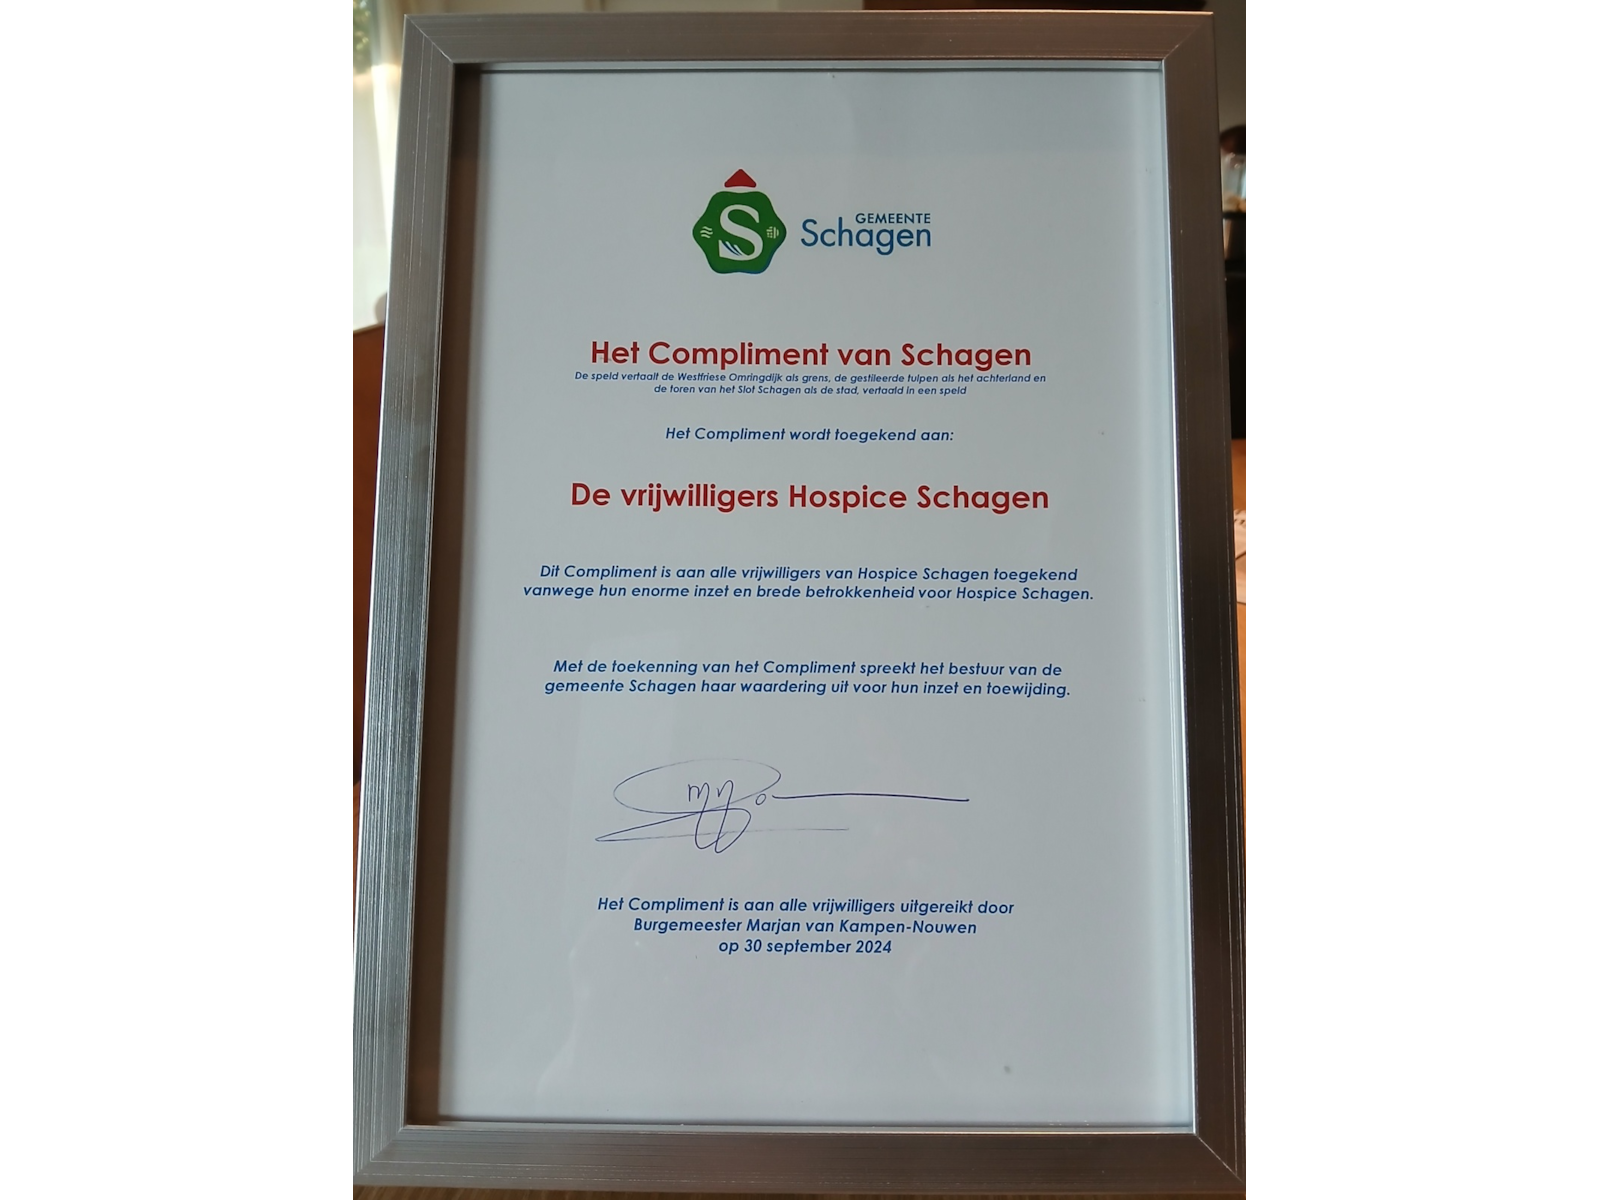 S
GEMEENTE
Schagen
Het Compliment van Schagen
De speld vertaalt de Westfriese Omringdijk als grens, de gestileerde tulpen als het achterland en
de toren van het Slot Schagen als de stad, vertaald in een speld
Het Compliment wordt toegekend aan:
De vrijwilligers Hospice Schagen
Dit Compliment is aan alle vrijwilligers van Hospice Schagen toegekend
vanwege hun enorme inzet en brede betrokkenheid voor Hospice Schagen.
Met de toekenning van het Compliment spreekt het bestuur van de
gemeente Schagen haar waardering uit voor hun inzet en toewijding.
Het Compliment is aan alle vrijwilligers uitgereikt door
Burgemeester Marjan van Kampen-Nouwen
op 30 september 2024